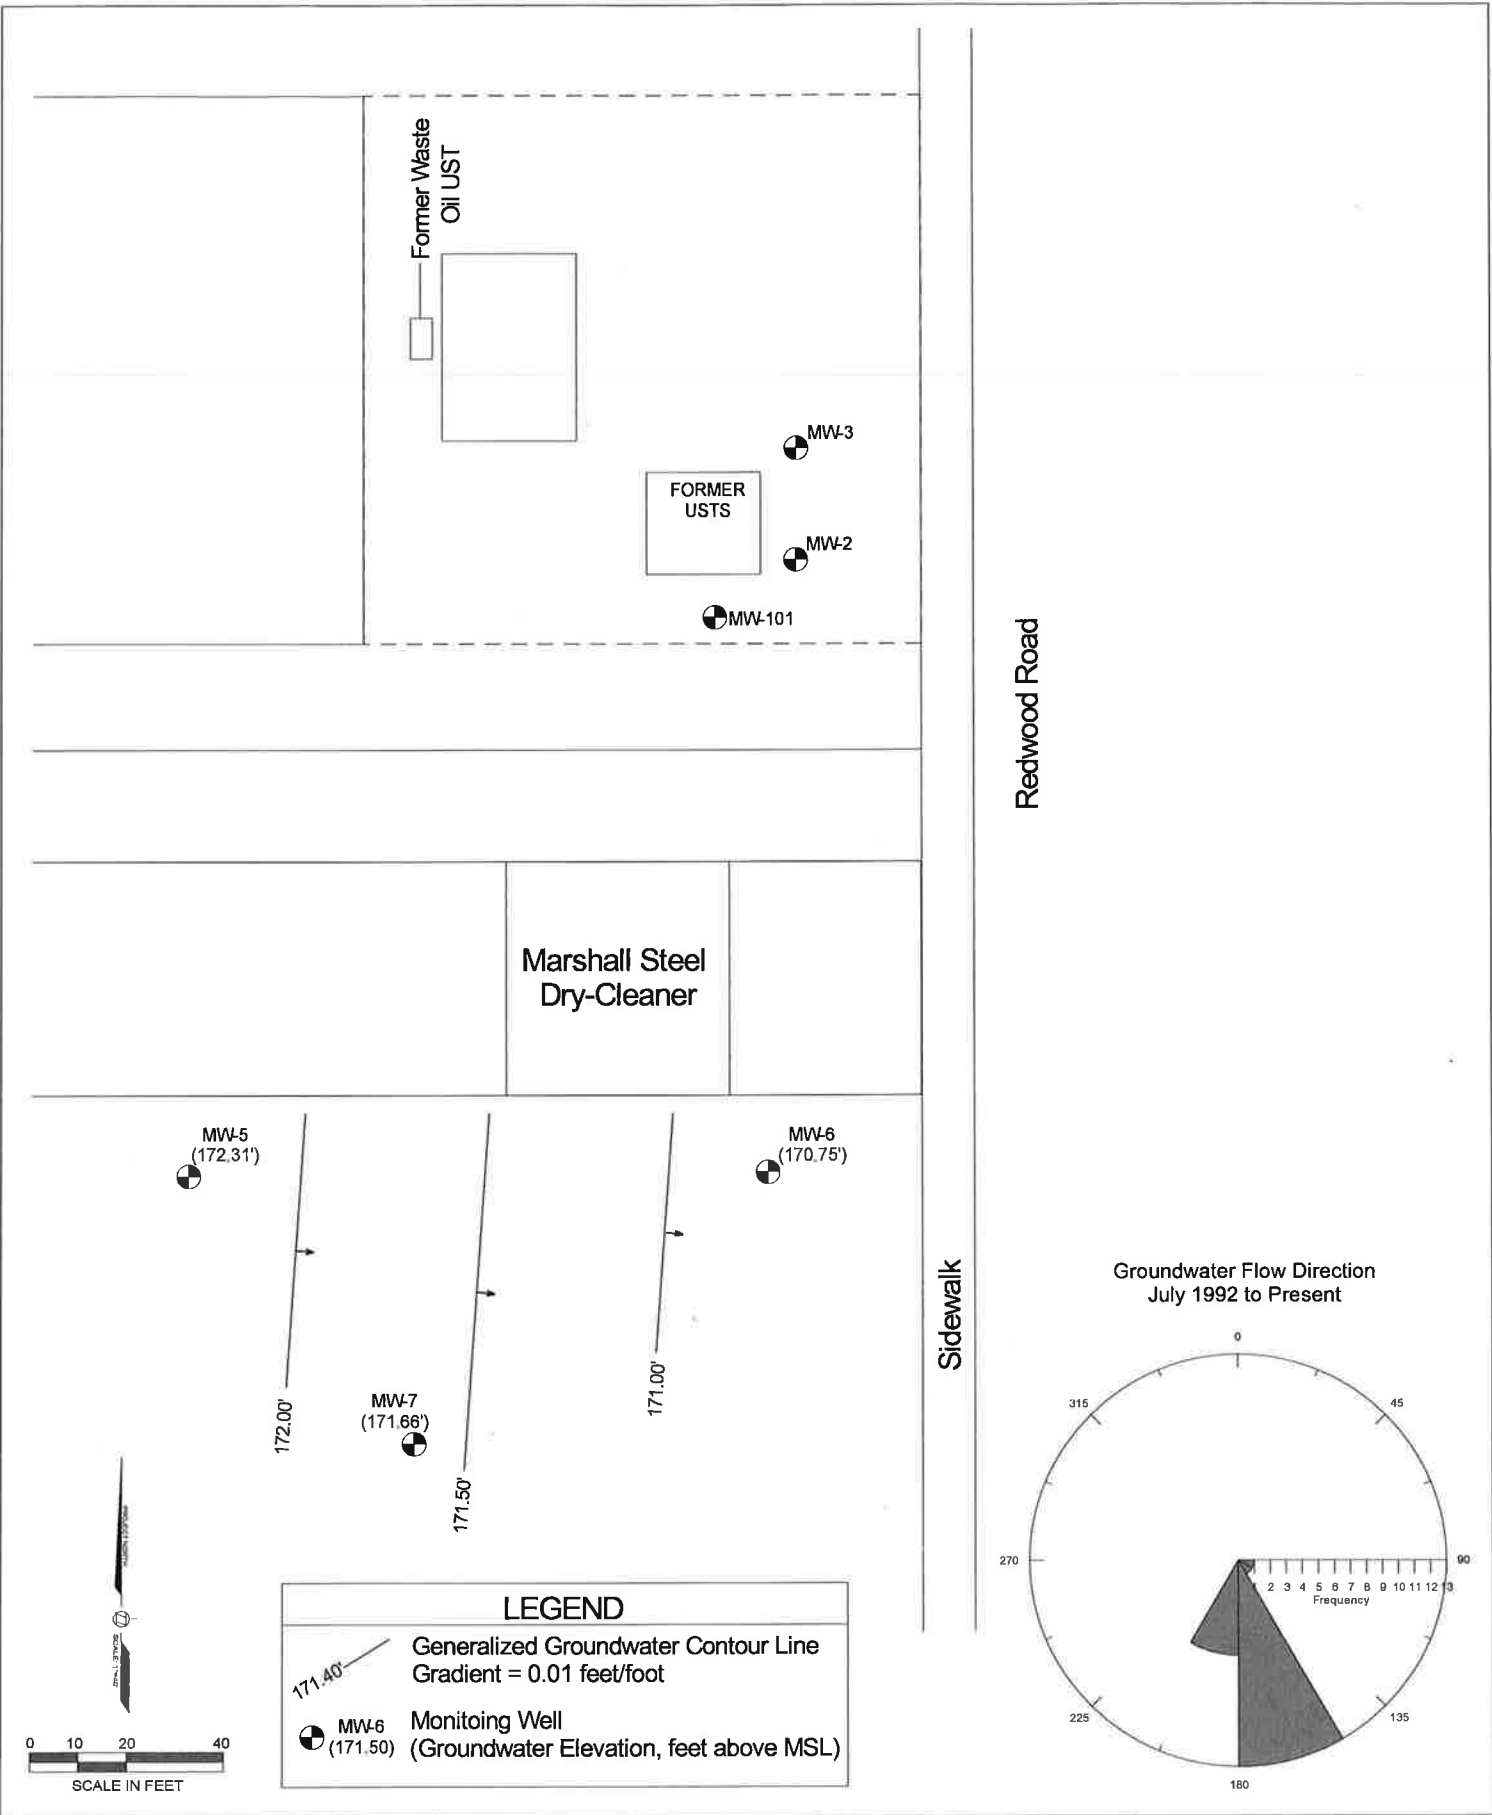 Former Waste
Oil UST
MW-3
FORMER
USTS
MW-2
MW-101
Redwood Road
Marshall Steel
Dry-Cleaner
MW-5
(172.31')
MW-6
(170.75')
172.00'
171.50'
171.00'
MW-7
(171.66')
Sidewalk
Groundwater Flow Direction
July 1992 to Present
0
315
45
270
90
2 3 4 5 6 7 8 9 10 11 12 13
Frequency
225
135
180
PROJECT NORTH
SCALE: 1"=40'
0 10 20 40
SCALE IN FEET
LEGEND
171.40'
Generalized Groundwater Contour Line
Gradient = 0.01 feet/foot
MW-6
(171.50)
Monitoing Well
(Groundwater Elevation, feet above MSL)